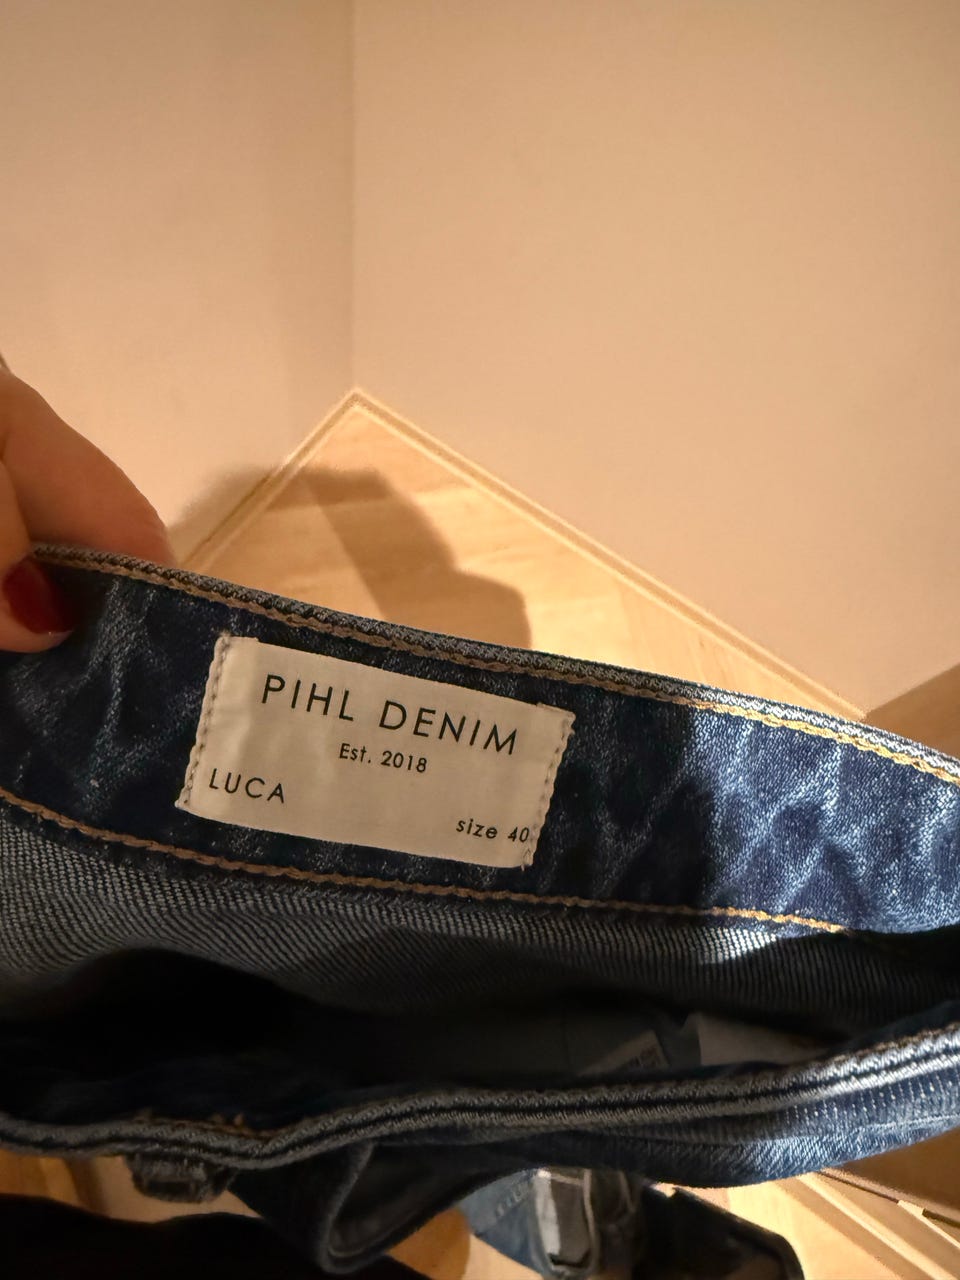 PIHL DENIM
Est. 2018
LUCA
size 40